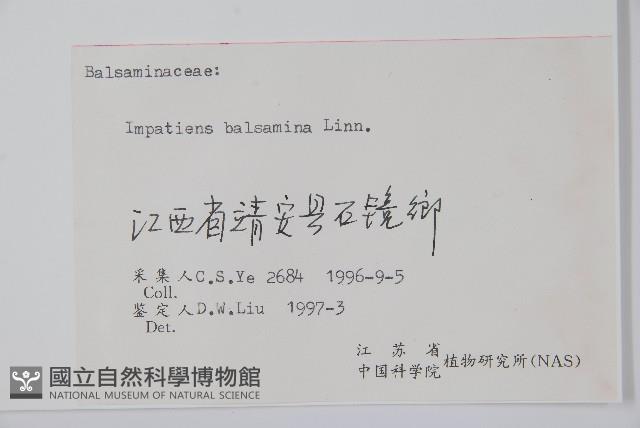 Balsaminaceae:
Impatiens balsamina Linn.
江西省靖安县石镜鄉
采集人C.S.Ye 2684 1996-9-5
Coll.
鉴定人D.W.Liu 1997-3
Det.
江苏省
中国科学院植物研究所(NAS)
國立自然科學博物館
NATIONAL MUSEUM OF NATURAL SCIENCE